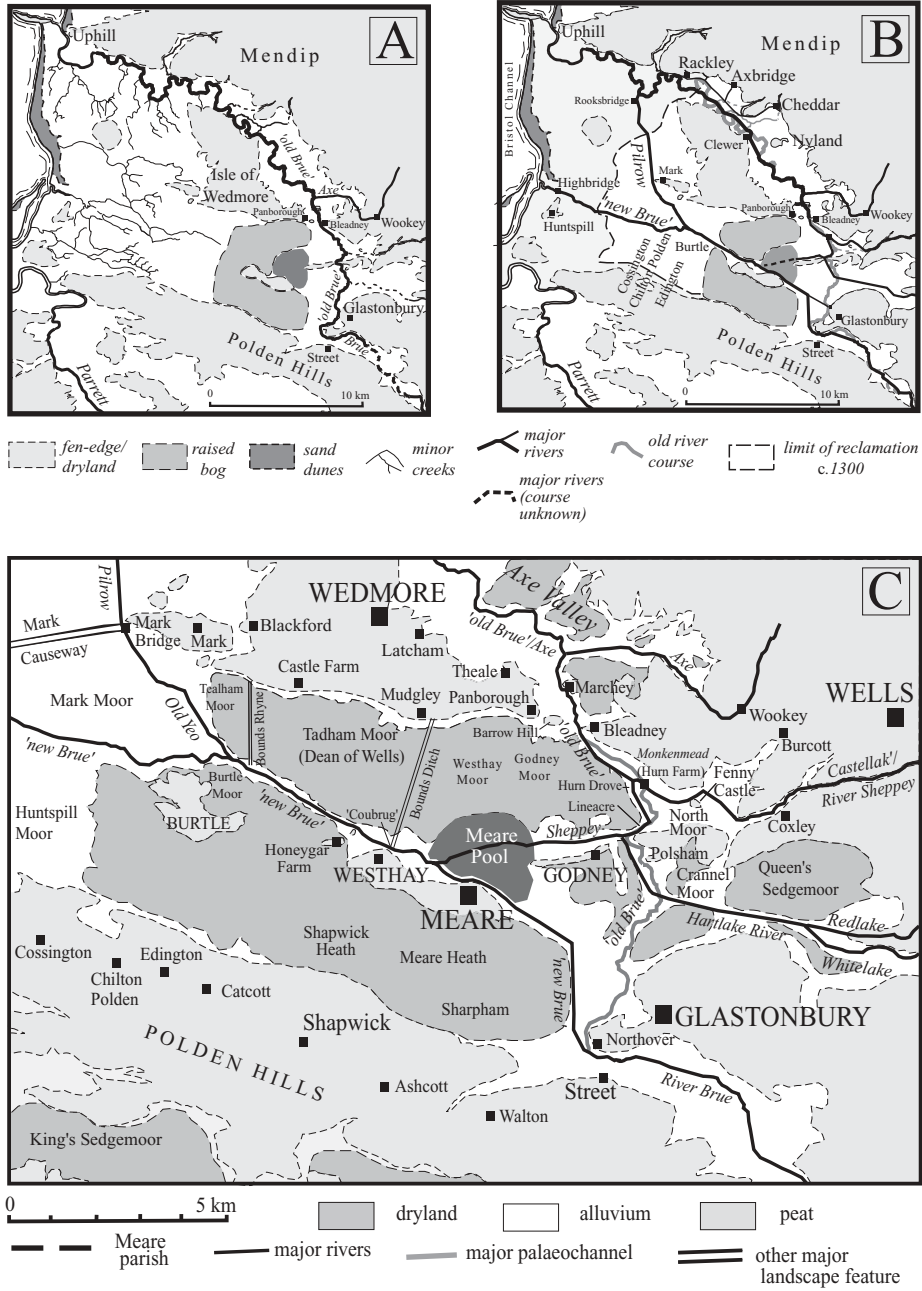 A
Uphill
Mendip
'old Brue'
Axe
Isle of
Wedmore
Panborough
Bleadney
Wookey
'old Brue'
Glastonbury
Brue
Street
Polden Hills
Parrett
0 10 km
B
Uphill
Mendip
Rackley
Axbridge
Rooksbridge
Cheddar
Bristol Channel
Clewer
Nyland
Pilrow
Mark
Highbridge
'new Brue'
Panborough
Bleadney
Wookey
Huntspill
Burtle
Cossington
Chilton Polden
Edington
Glastonbury
Street
Polden Hills
Parrett
0 10 km
fen-edge/
dryland
raised
bog
sand
dunes
minor
creeks
major
rivers
major rivers
(course
unknown)
old river
course
limit of reclamation
c.1300
C
Pilrow
WEDMORE
Axe Valley
Mark
Causeway
Mark
Bridge
Mark
Blackford
Latcham
'old Brue'/Axe
Axe
Castle Farm
Theale
Marchey
WELLS
Mark Moor
Old Yeo
Tealham
Moor
Bounds Rhyne
Mudgley
Panborough
Wookey
Tadham Moor
(Dean of Wells)
Barrow Hill
Bleadney
Burcott
'new Brue'
Bounds Ditch
Westhay
Moor
Godney
Moor
'old Brue'
Monkenmead
(Hurn Farm)
Hurn Drove
Fenny
Castle
Castellak'/
River Sheppey
Burtle
Moor
'new Brue'
'Coubrug'
Lineacre
Huntspill
Moor
BURTLE
Meare
Pool
Sheppey
North
Moor
Coxley
Honeygar
Farm
WESTHAY
GODNEY
Polsham
Crannel
Moor
Queen's
Sedgemoor
MEARE
'old Brue'
Hartlake River
Redlake
Whitelake
Shapwick
Heath
Meare Heath
Cossington
Edington
Chilton
Polden
Catcott
'new Brue'
Sharpham
GLASTONBURY
Shapwick
Northover
POLDEN HILLS
Ashcott
Street
River Brue
Walton
King's Sedgemoor
0 5 km
dryland
alluvium
peat
Meare
parish
major rivers
major palaeochannel
other major
landscape feature